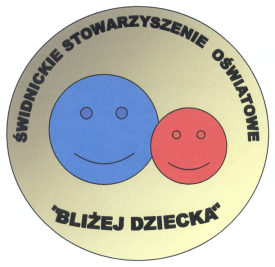 ŚWIDNICKIE STOWARZYSZENIE OŚWIATOWE
"BLIŻEJ DZIECKA"